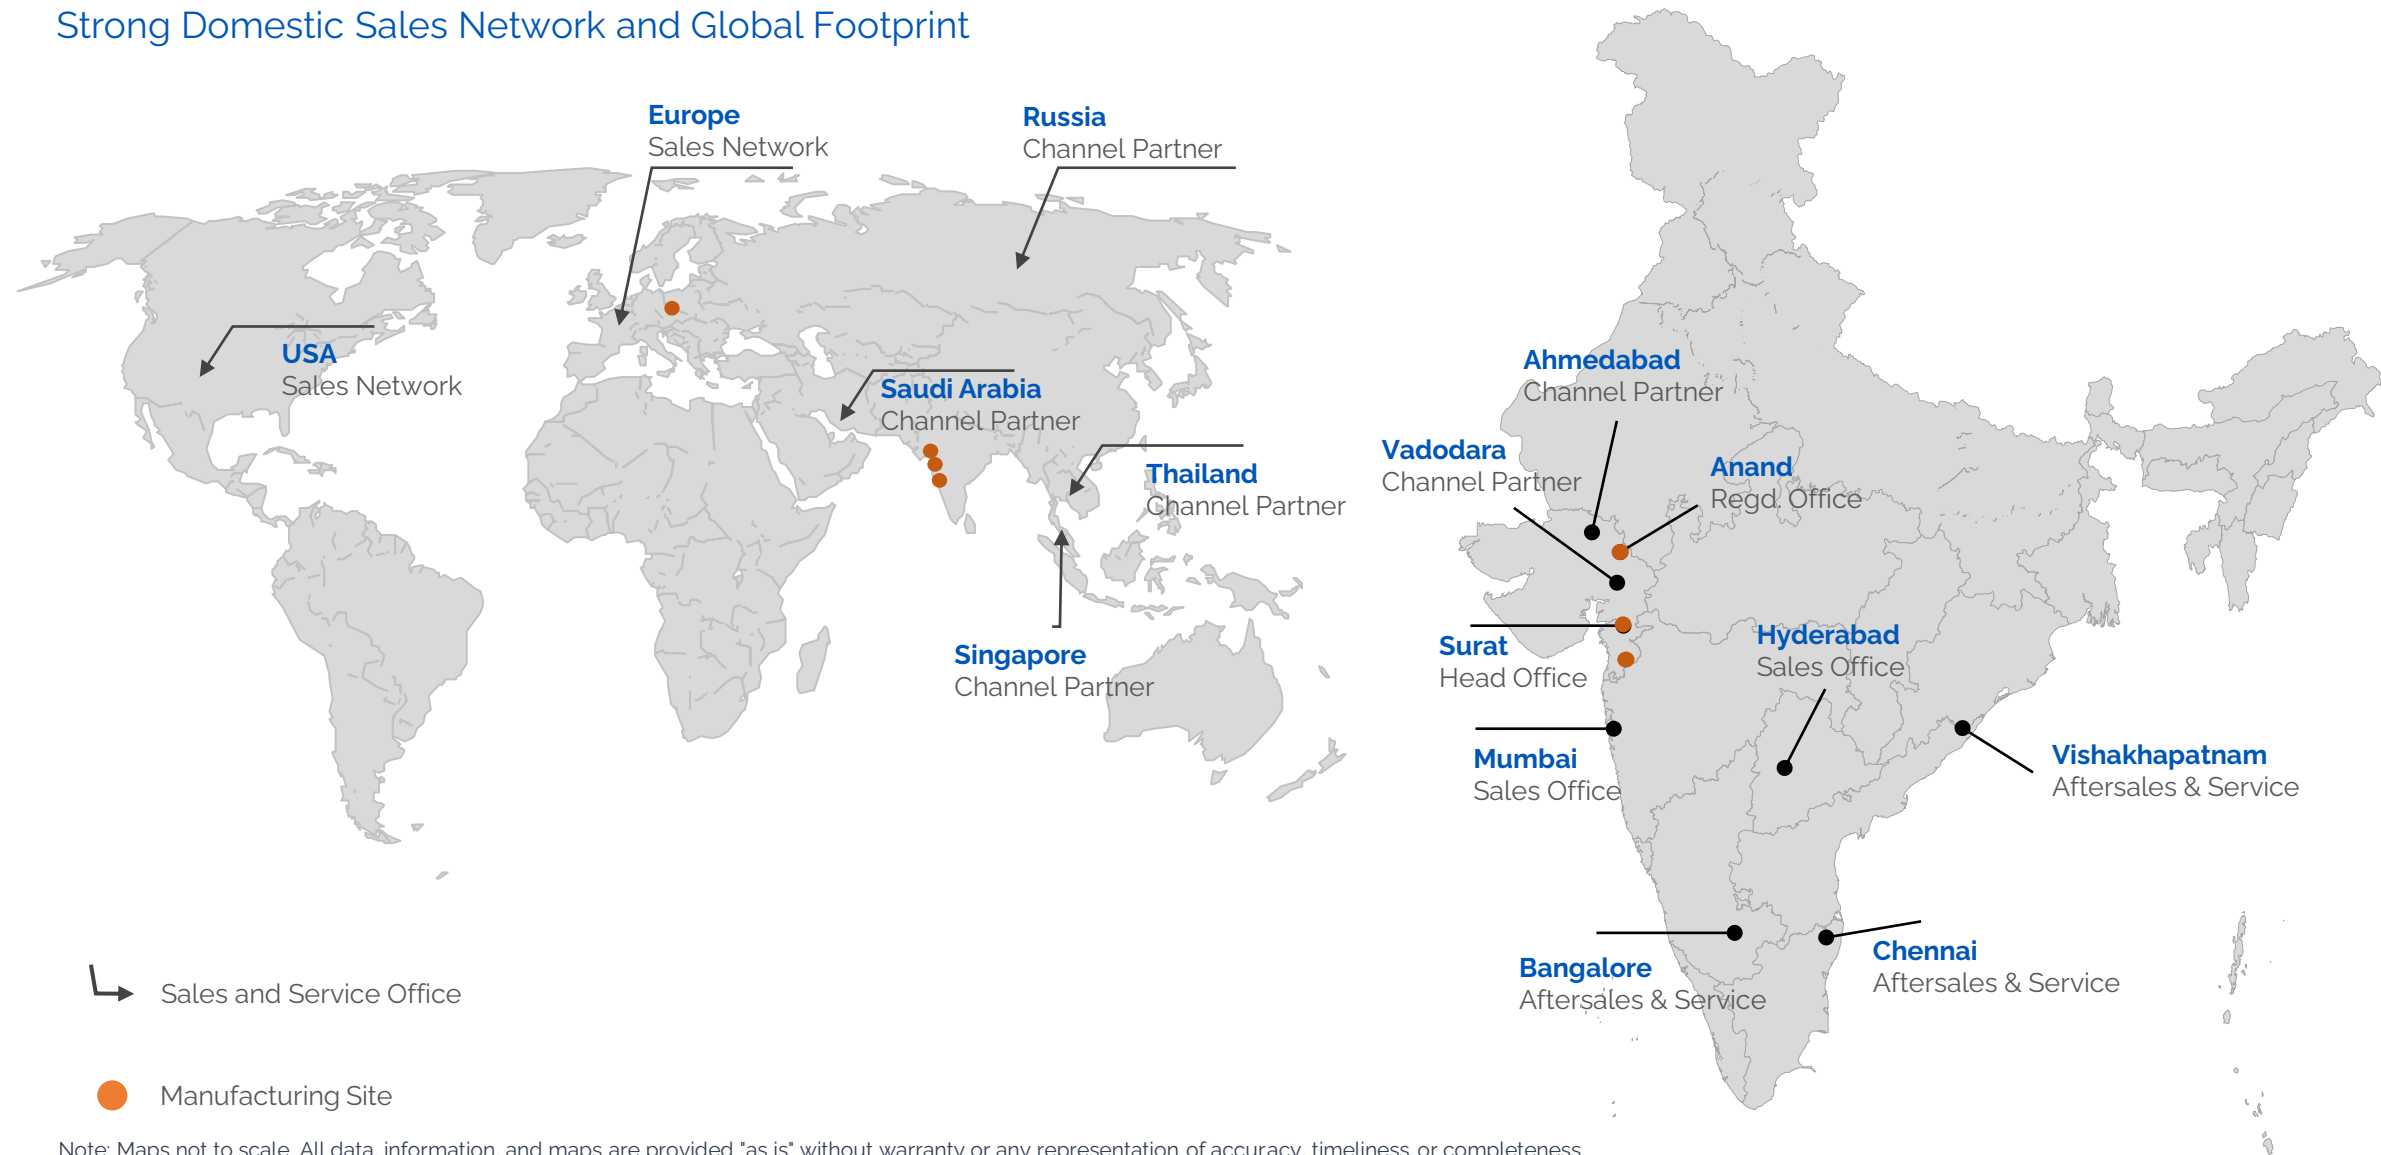 Strong Domestic Sales Network and Global Footprint
Europe
Sales Network
Russia
Channel Partner
USA
Sales Network
Saudi Arabia
Channel Partner
Thailand
Channel Partner
Singapore
Channel Partner
Ahmedabad
Channel Partner
Vadodara
Channel Partner
Anand
Regd. Office
Surat
Head Office
Hyderabad
Sales Office
Mumbai
Sales Office
Vishakhapatnam
Aftersales & Service
Bangalore
Aftersales & Service
Chennai
Aftersales & Service
Sales and Service Office
Manufacturing Site
Note: Maps not to scale. All data, information, and maps are provided "as is" without warranty or any representation of accuracy, timeliness or completeness